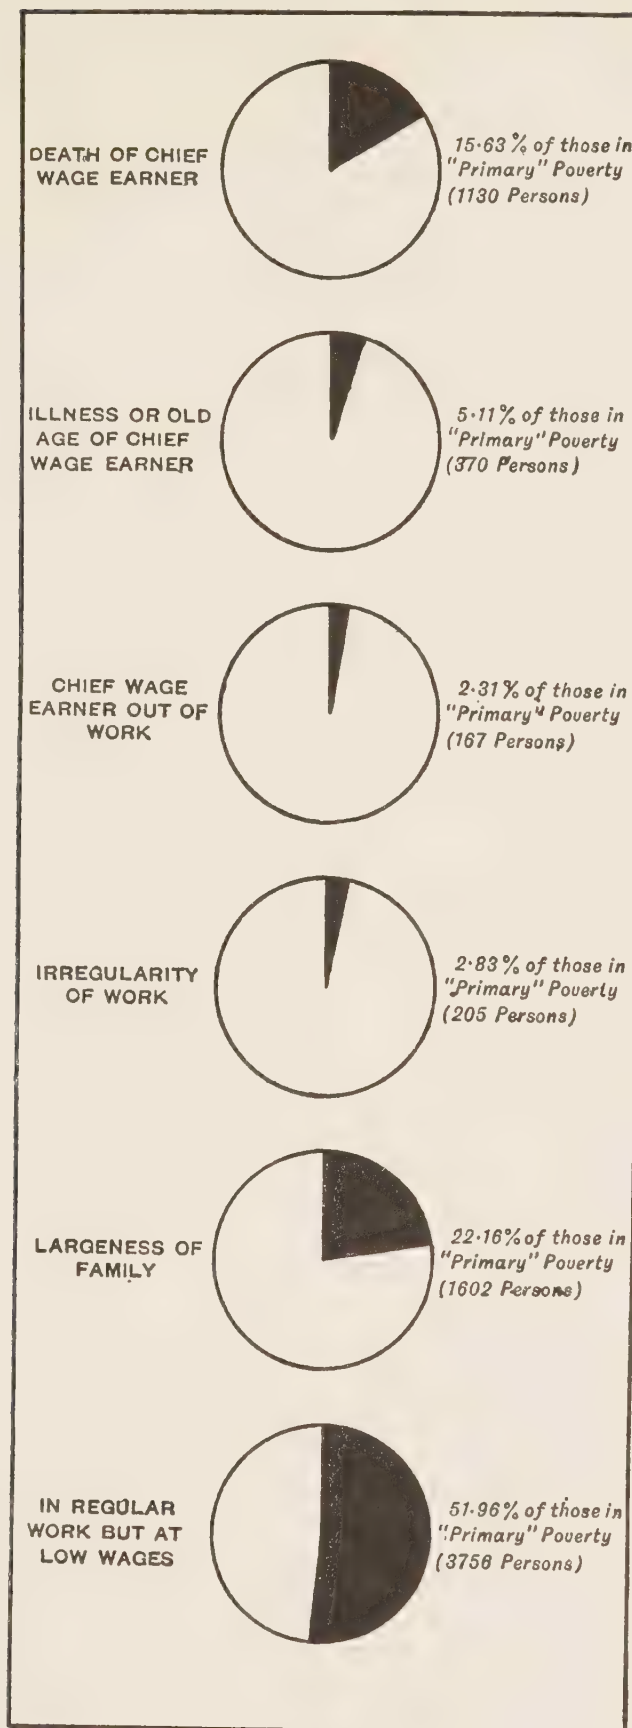 DEATH OF CHIEF
WAGE EARNER
15·63% of those in
"Primary" Poverty
(1130 Persons)
ILLNESS OR OLD
AGE OF CHIEF
WAGE EARNER
5·11% of those in
"Primary" Poverty
(370 Persons)
CHIEF WAGE
EARNER OUT OF
WORK
2·31% of those in
"Primary" Poverty
(167 Persons)
IRREGULARITY
OF WORK
2·83% of those in
"Primary" Poverty
(205 Persons)
LARGENESS OF
FAMILY
22·16% of those in
"Primary" Poverty
(1602 Persons)
IN REGULAR
WORK BUT AT
LOW WAGES
51·96% of those in
"Primary" Poverty
(3756 Persons)